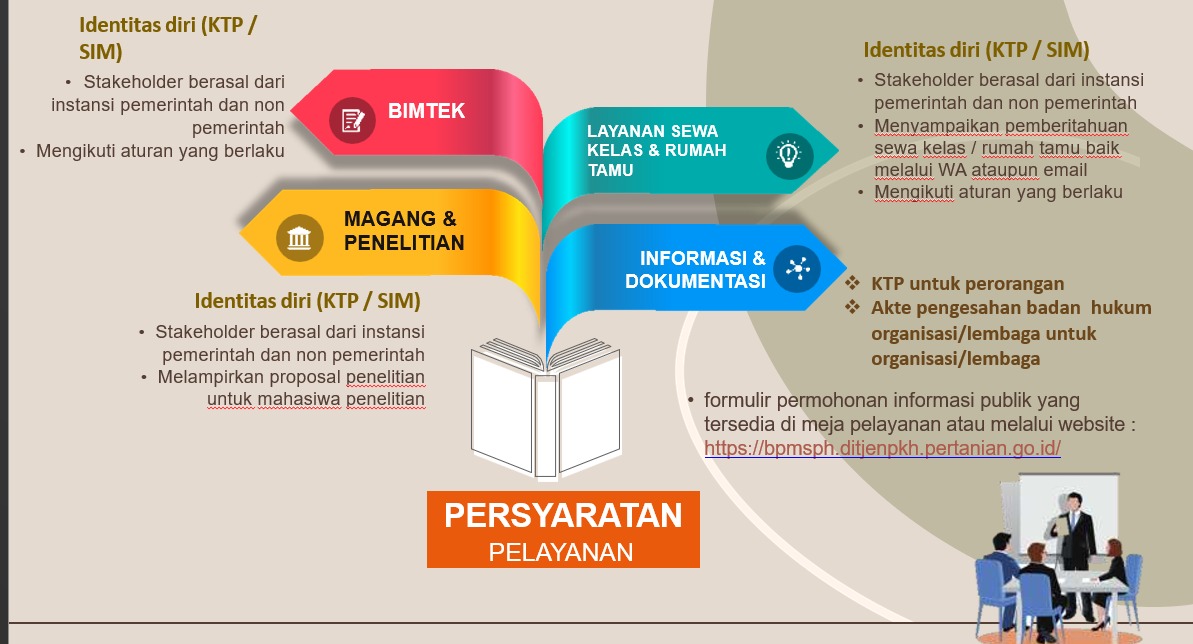 Identitas diri (KTP /
SIM)
• Stakeholder berasal dari
instansi pemerintah dan non
pemerintah
• Mengikuti aturan yang berlaku
BIMTEK
MAGANG &
PENELITIAN
Identitas diri (KTP / SIM)
• Stakeholder berasal dari instansi
pemerintah dan non pemerintah
• Melampirkan proposal penelitian
untuk mahasiwa penelitian
LAYANAN SEWA
KELAS & RUMAH
TAMU
Identitas diri (KTP / SIM)
• Stakeholder berasal dari instansi
pemerintah dan non pemerintah
• Menyampaikan pemberitahuan
sewa kelas / rumah tamu baik
melalui WA ataupun email
• Mengikuti aturan yang berlaku
INFORMASI &
DOKUMENTASI
❖ KTP untuk perorangan
❖ Akte pengesahan badan hukum
organisasi/lembaga untuk
organisasi/lembaga
• formulir permohonan informasi publik yang
tersedia di meja pelayanan atau melalui website :
https://bpmsph.ditjenpkh.pertanian.go.id/
PERSYARATAN
PELAYANAN